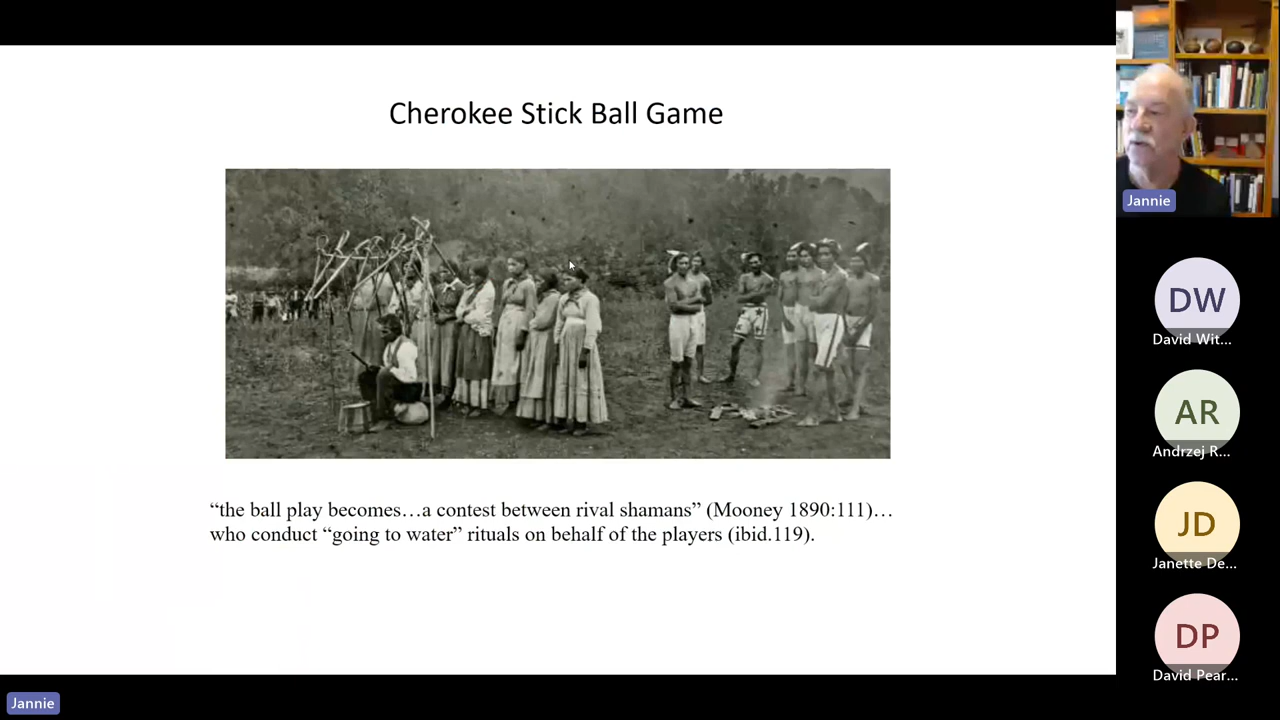 Cherokee Stick Ball Game
“the ball play becomes…a contest between rival shamans” (Mooney 1890:111)…
who conduct “going to water” rituals on behalf of the players (ibid.119).
Jannie
DW
David Wit...
AR
Andrzej R...
JD
Janette De...
DP
David Pear...
Jannie